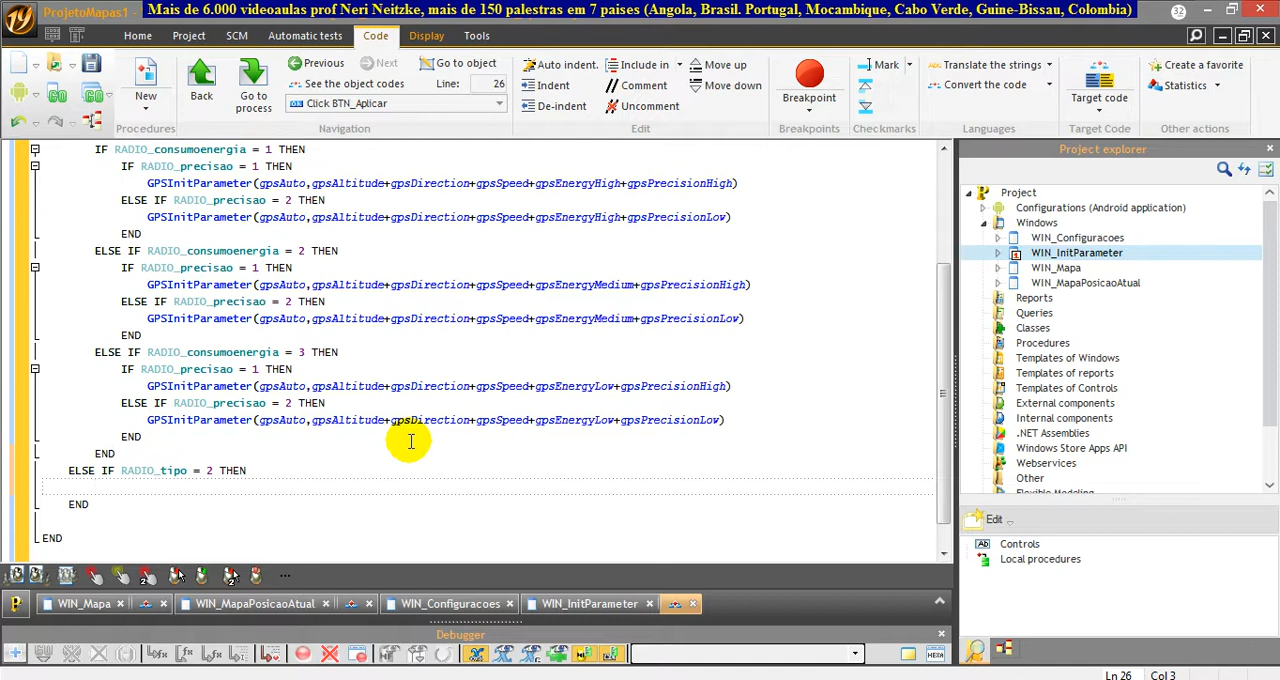 ProjetoMapas1 -
Mais de 6.000 videoaulas prof Neri Neitzke, mais de 150 palestras em 7 paises (Angola, Brasil. Portugal, Mocambique, Cabo Verde, Guine-Bissau, Colombia)
32
Home Project SCM Automatic tests Code Display Tools
Previous Next Go to object Auto indent. Include in Move up Mark Translate the strings Create a favorite
See the object codes Line: 26 Indent // Comment Move down Convert the code Statistics
New Back Go to process Click BTN_Aplicar De-indent Uncomment Breakpoint Target code
Procedures Navigation Edit Breakpoints Checkmarks Languages Target Code Other actions
IF RADIO_consumoenergia = 1 THEN
IF RADIO_precisao = 1 THEN
GPSInitParameter(gpsAuto,gpsAltitude+gpsDirection+gpsSpeed+gpsEnergyHigh+gpsPrecisionHigh)
ELSE IF RADIO_precisao = 2 THEN
GPSInitParameter(gpsAuto,gpsAltitude+gpsDirection+gpsSpeed+gpsEnergyHigh+gpsPrecisionLow)
END
ELSE IF RADIO_consumoenergia = 2 THEN
IF RADIO_precisao = 1 THEN
GPSInitParameter(gpsAuto,gpsAltitude+gpsDirection+gpsSpeed+gpsEnergyMedium+gpsPrecisionHigh)
ELSE IF RADIO_precisao = 2 THEN
GPSInitParameter(gpsAuto,gpsAltitude+gpsDirection+gpsSpeed+gpsEnergyMedium+gpsPrecisionLow)
END
ELSE IF RADIO_consumoenergia = 3 THEN
IF RADIO_precisao = 1 THEN
GPSInitParameter(gpsAuto,gpsAltitude+gpsDirection+gpsSpeed+gpsEnergyLow+gpsPrecisionHigh)
ELSE IF RADIO_precisao = 2 THEN
GPSInitParameter(gpsAuto,gpsAltitude+gpsDirection+gpsSpeed+gpsEnergyLow+gpsPrecisionLow)
END
END
ELSE IF RADIO_tipo = 2 THEN
END
END
Project explorer
Project
Configurations (Android application)
Windows
WIN_Configuracoes
WIN_InitParameter
WIN_Mapa
WIN_MapaPosicaoAtual
Reports
Queries
Classes
Procedures
Templates of Windows
Templates of reports
Templates of Controls
External components
Internal components
.NET Assemblies
Windows Store Apps API
Webservices
Other
Flexible Modeling
Edit
Controls
Local procedures
WIN_Mapa WIN_MapaPosicaoAtual WIN_Configuracoes WIN_InitParameter
Debugger
Ln 26 Col 3